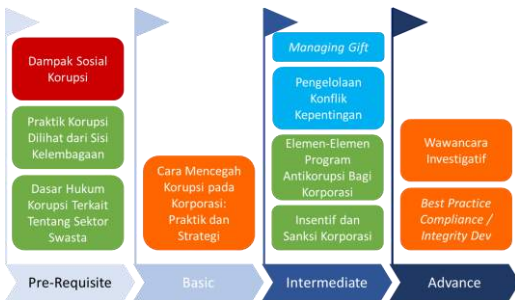 Dampak Sosial
Korupsi
Praktik Korupsi
Dilihat dari Sisi
Kelembagaan
Dasar Hukum
Korupsi Terkait
Tentang Sektor
Swasta
Pre-Requisite
Cara Mencegah
Korupsi pada
Korporasi:
Praktik dan
Strategi
Basic
Managing Gift
Pengelolaan
Konflik
Kepentingan
Elemen-Elemen
Program
Antikorupsi Bagi
Korporasi
Insentif dan
Sanksi Korporasi
Intermediate
Wawancara
Investigatif
Best Practice
Compliance /
Integrity Dev
Advance